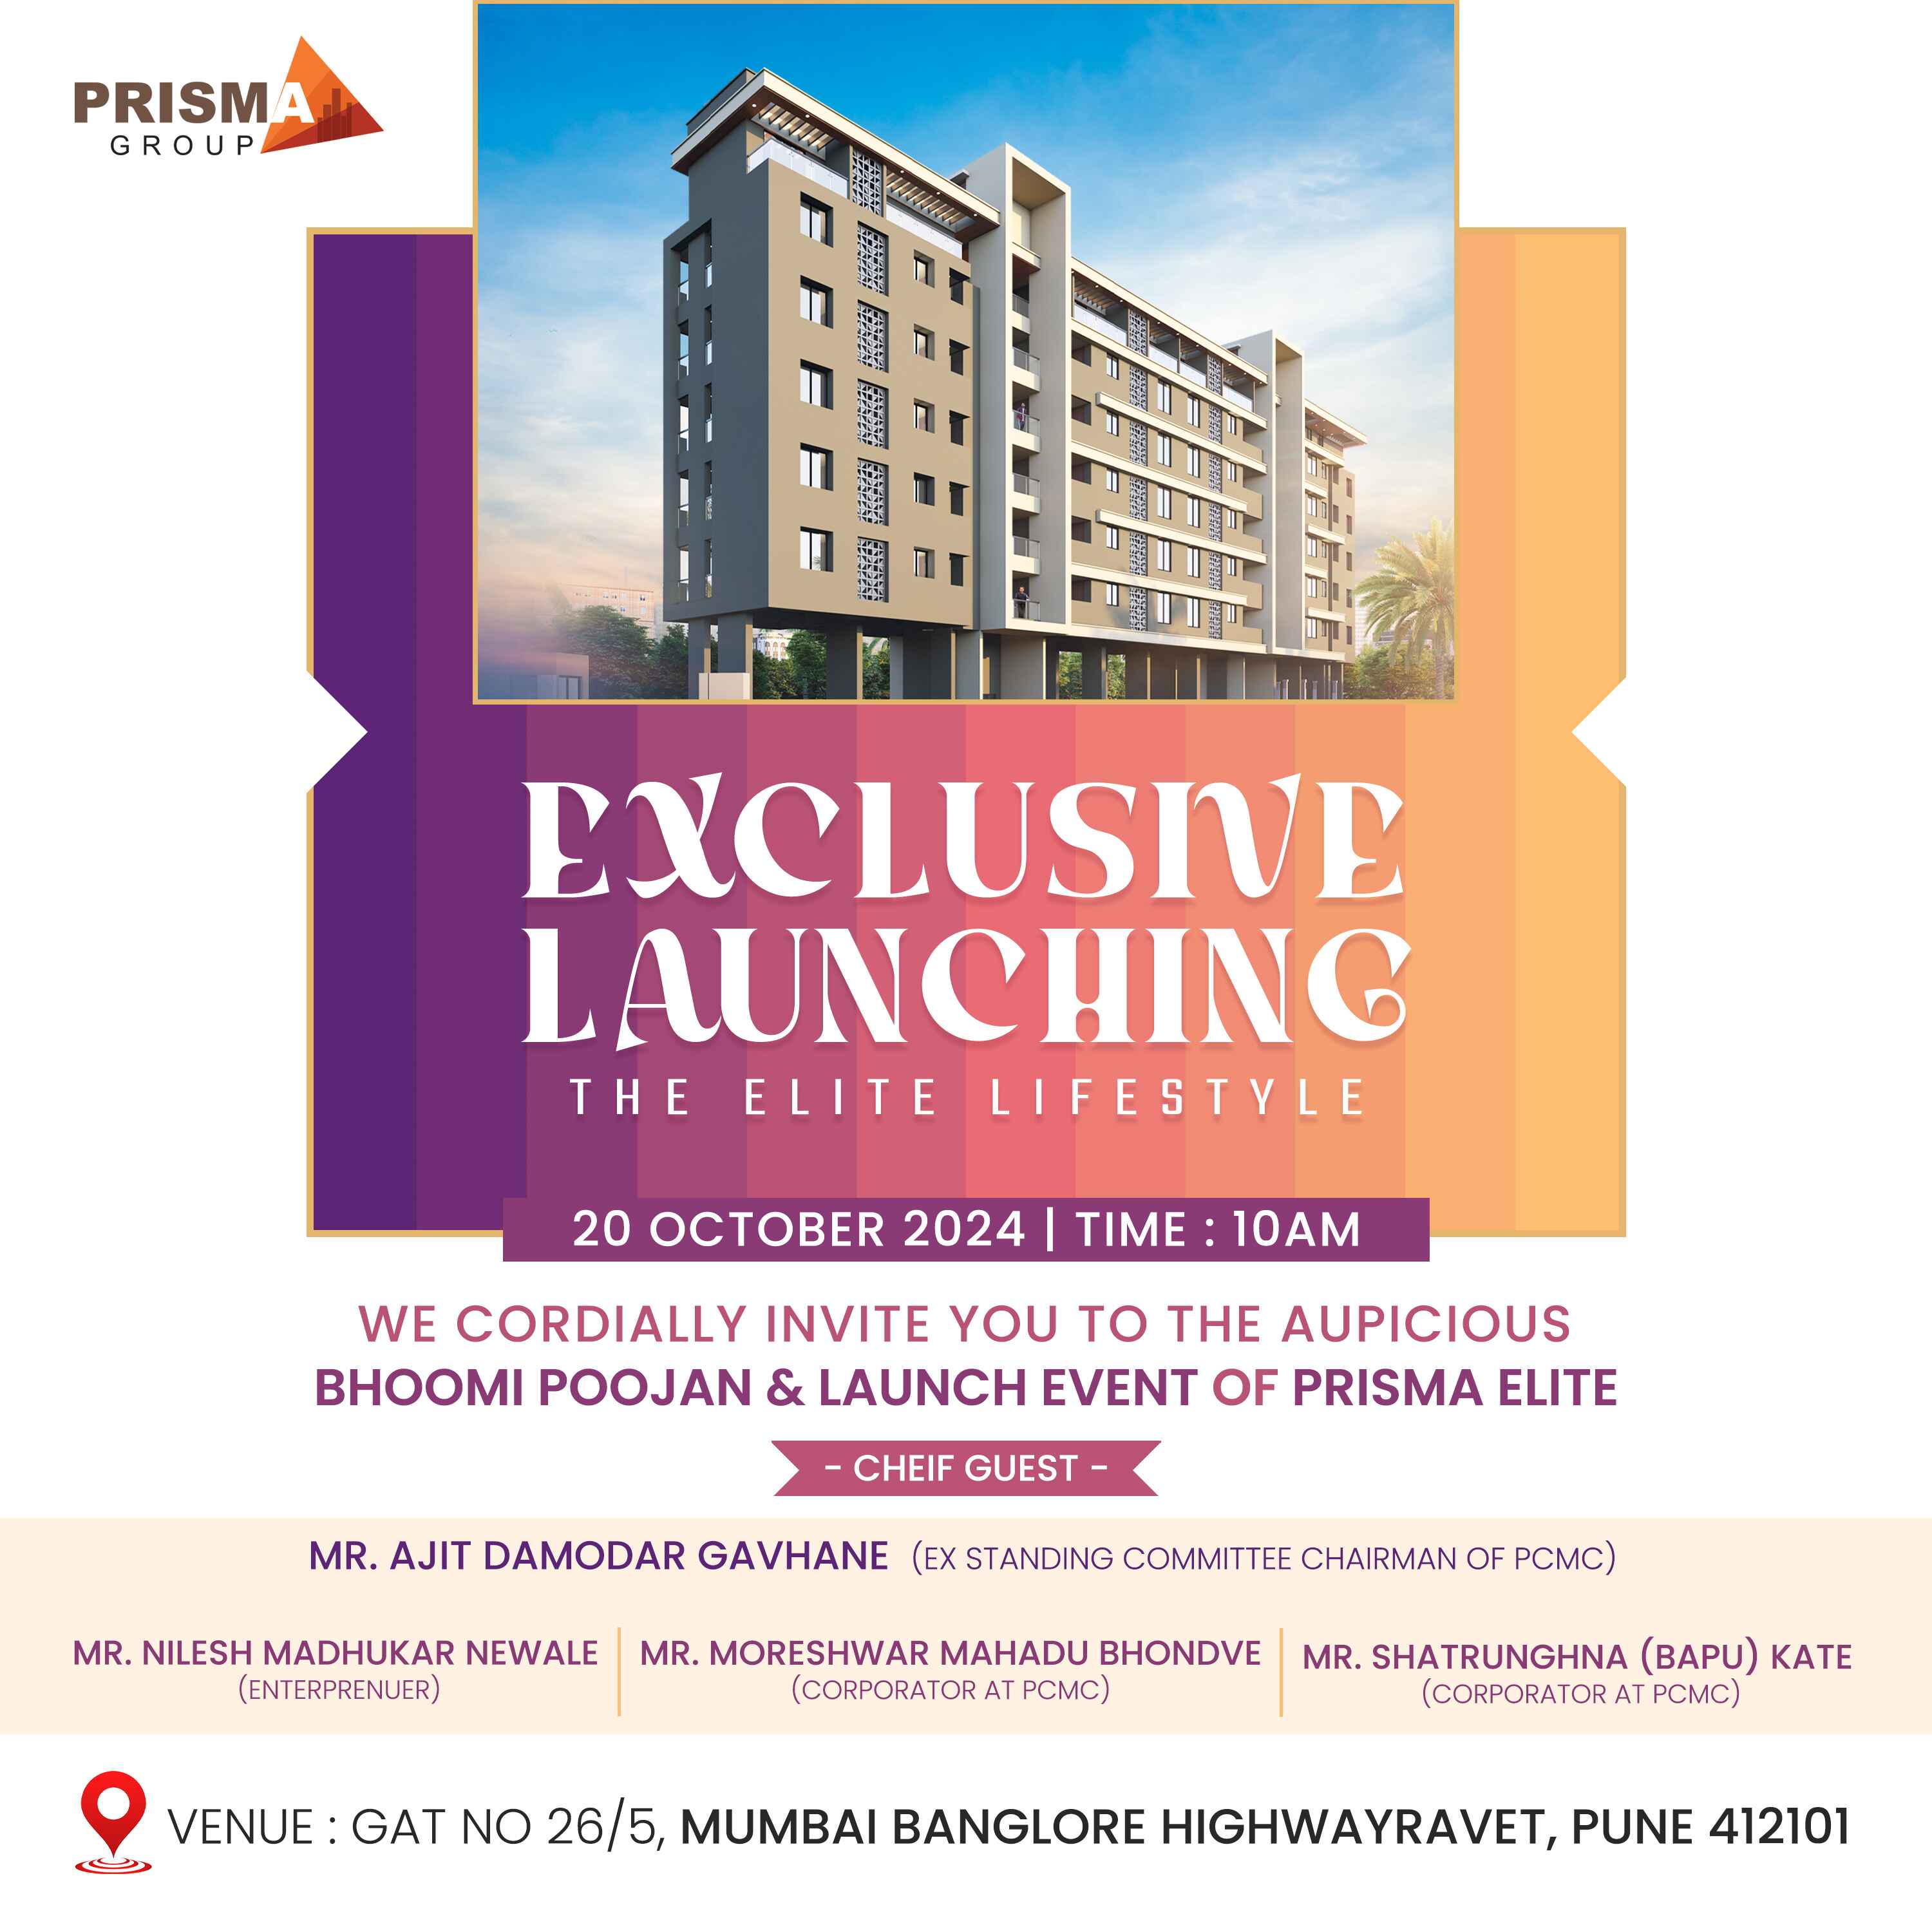 PRISMA
GROUP
EXCLUSIVE
LAUNCHING
THE ELITE LIFESTYLE
20 OCTOBER 2024 | TIME : 10AM
WE CORDIALLY INVITE YOU TO THE AUPICIOUS
BHOOMI POOJAN & LAUNCH EVENT OF PRISMA ELITE
- CHEIF GUEST -
MR. AJIT DAMODAR GAVHANE (EX STANDING COMMITTEE CHAIRMAN OF PCMC)
MR. NILESH MADHUKAR NEWALE
(ENTERPRENUER)
MR. MORESHWAR MAHADU BHONDVE
(CORPORATOR AT PCMC)
MR. SHATRUNGHNA (BAPU) KATE
(CORPORATOR AT PCMC)
VENUE : GAT NO 26/5, MUMBAI BANGLORE HIGHWAYRAVET, PUNE 412101